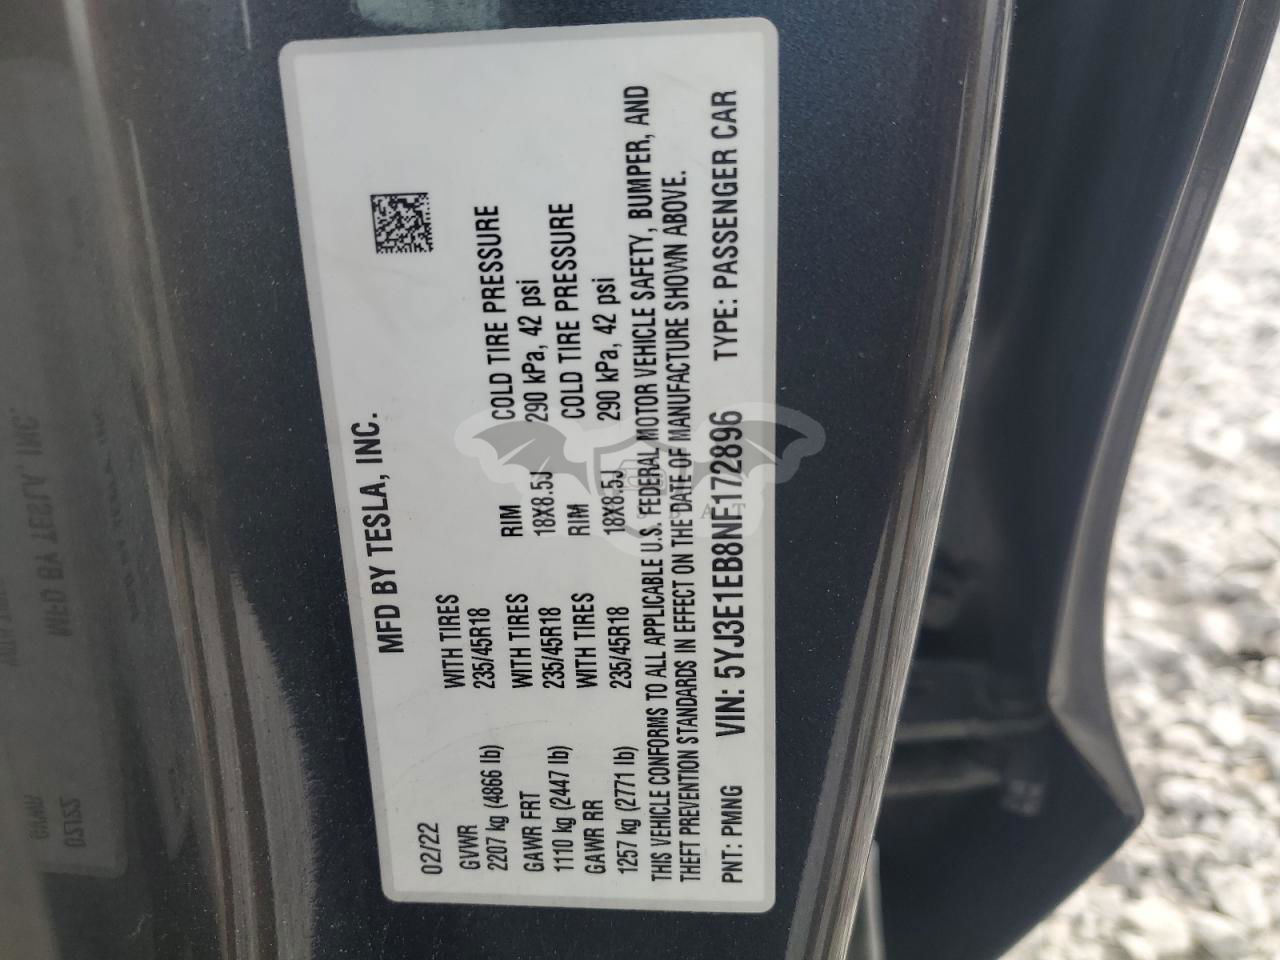 MFD BY TESLA, INC.
02/22
GVWR WITH TIRES RIM COLD TIRE PRESSURE
2207 kg (4866 lb) 235/45R18 18X8.5J 290 kPa, 42 psi
GAWR FRT WITH TIRES RIM COLD TIRE PRESSURE
1110 kg (2447 lb) 235/45R18 18X8.5J 290 kPa, 42 psi
GAWR RR WITH TIRES
1257 kg (2771 lb) 235/45R18
THIS VEHICLE CONFORMS TO ALL APPLICABLE U.S. FEDERAL MOTOR VEHICLE SAFETY, BUMPER, AND
THEFT PREVENTION STANDARDS IN EFFECT ON THE DATE OF MANUFACTURE SHOWN ABOVE.
PNT: PMNG VIN: 5YJ3E1EB8NF172896 TYPE: PASSENGER CAR